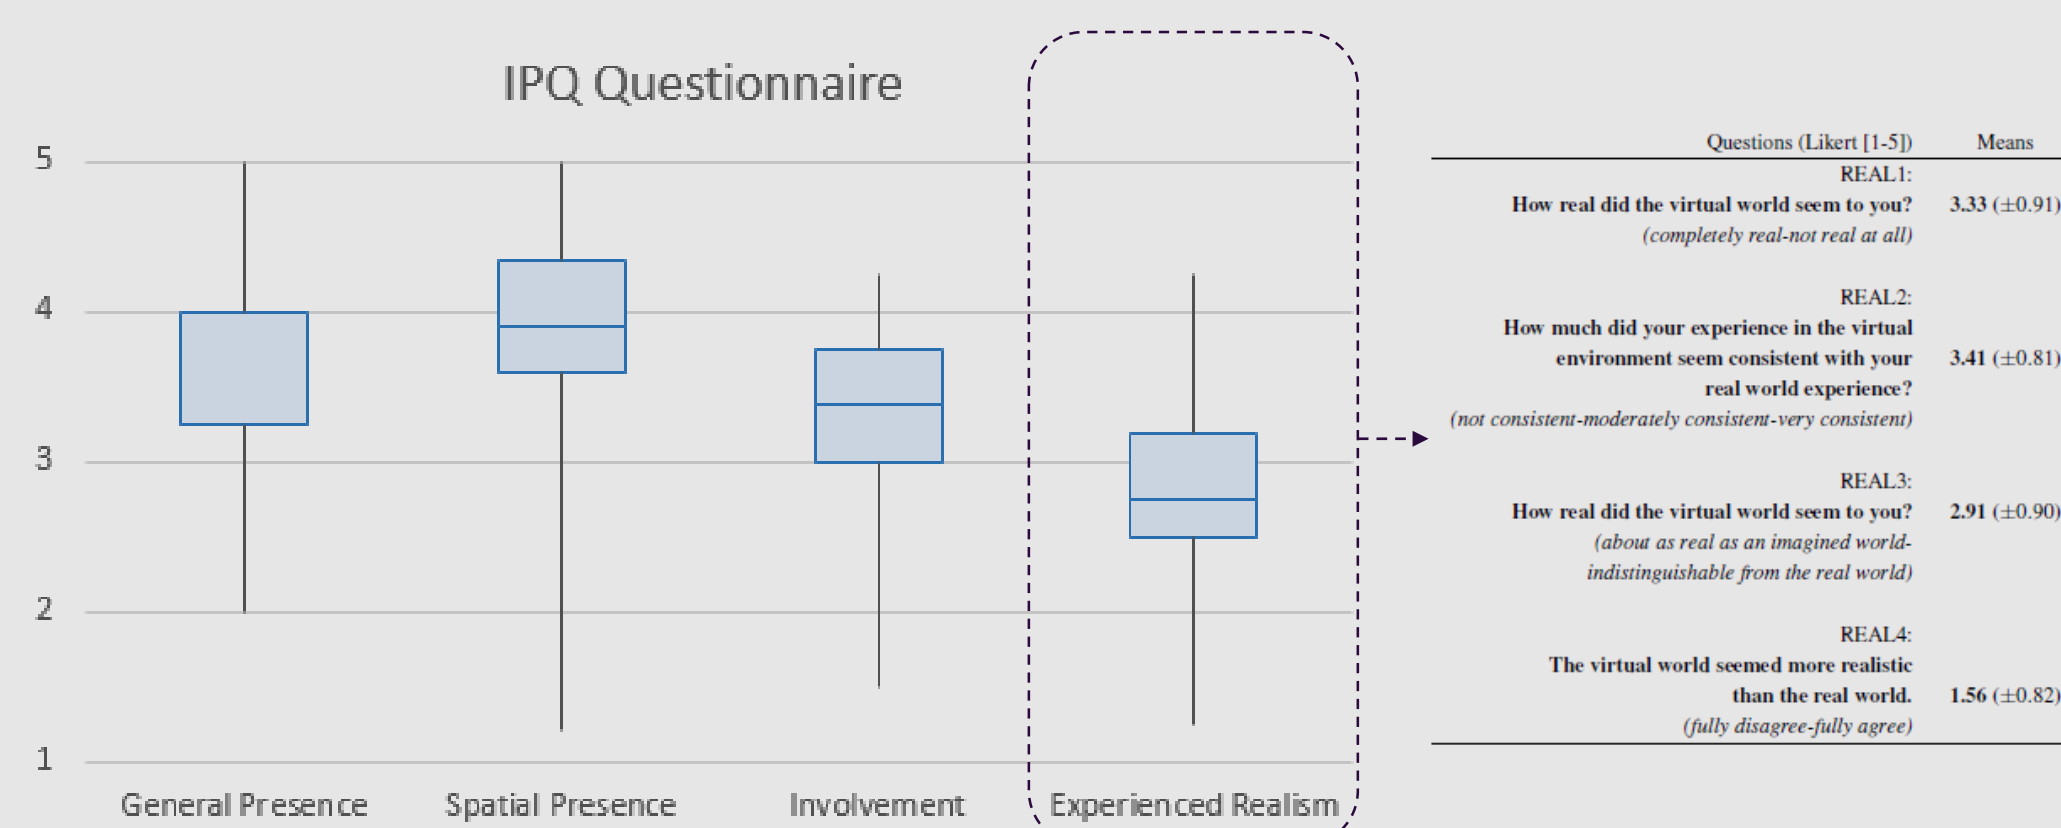 IPQ Questionnaire
5
4
3
2
1
General Presence
Spatial Presence
Involvement
Experienced Realism
Questions (Likert [1-5]) Means
REAL1:
How real did the virtual world seem to you? 3.33 (±0.91)
(completely real-not real at all)
REAL2:
How much did your experience in the virtual
environment seem consistent with your 3.41 (±0.81)
real world experience?
(not consistent-moderately consistent-very consistent)
REAL3:
How real did the virtual world seem to you? 2.91 (±0.90)
(about as real as an imagined world-
indistinguishable from the real world)
REAL4:
The virtual world seemed more realistic
than the real world. 1.56 (±0.82)
(fully disagree-fully agree)